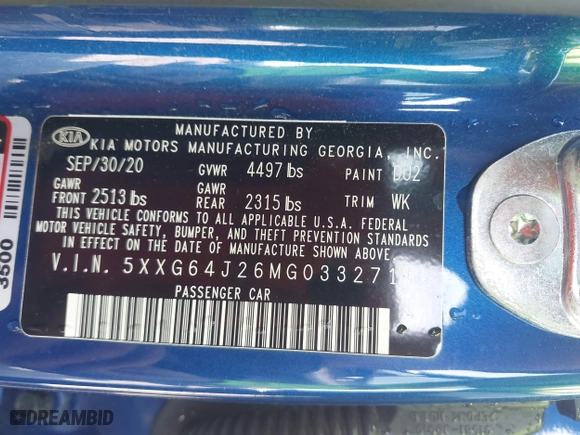 MANUFACTURED BY
KIA KIA MOTORS MANUFACTURING GEORGIA, INC.
SEP/30/20 GVWR 4497 lbs PAINT DU2
GAWR FRONT 2513 lbs GAWR REAR 2315 lbs TRIM WK
THIS VEHICLE CONFORMS TO ALL APPLICABLE U.S.A. FEDERAL
MOTOR VEHICLE SAFETY, BUMPER, AND THEFT PREVENTION STANDARDS
IN EFFECT ON THE DATE OF MANUFACTURE SHOWN ABOVE
V.I.N. 5XXG64J26MG033271
PASSENGER CAR
3500
DREAMBID